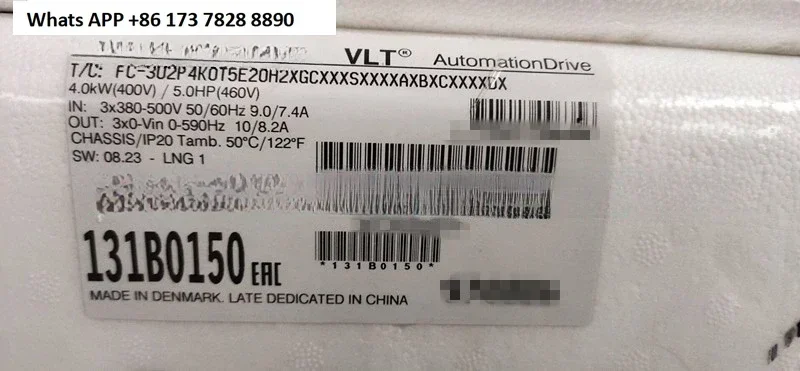 Whats APP +86 173 7828 8890
VLT® AutomationDrive
T/C: FC-302P4K0T5E20H2XGCXXXSXXXXAXBXCXXXXDX
4.0kW(400V) / 5.0HP(460V)
IN: 3x380-500V 50/60Hz 9.0/7.4A
OUT: 3x0-Vin 0-590Hz 10/8.2A
CHASSIS/IP20 Tamb. 50°C/122°F
SW: 08.23 - LNG 1
131B0150 EAC
*131B0150*
MADE IN DENMARK. LATE DEDICATED IN CHINA